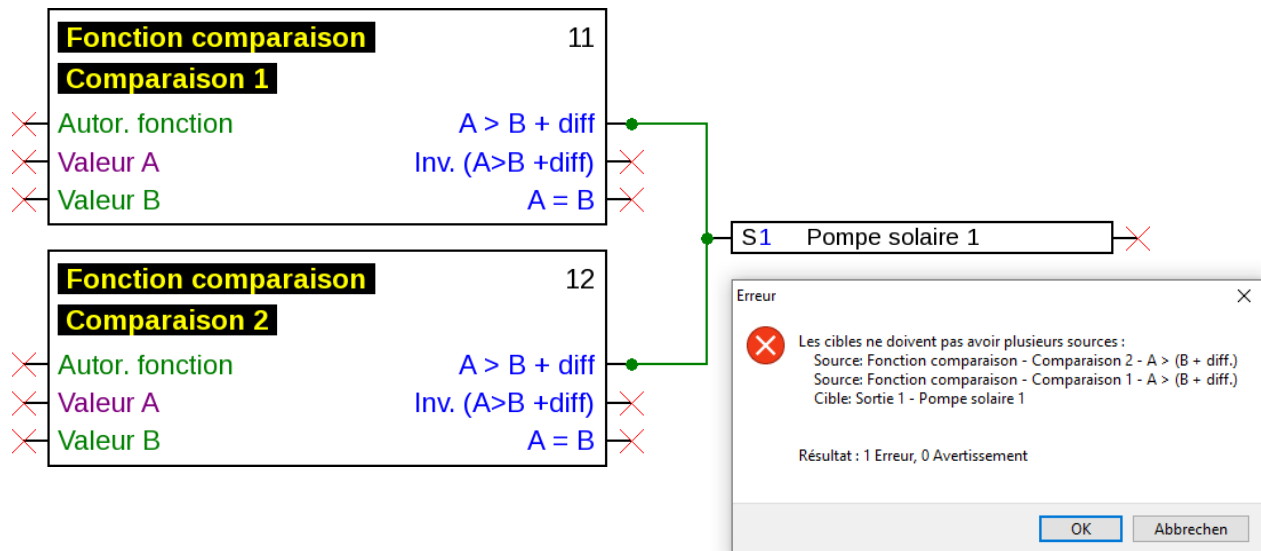 Fonction comparaison 11
Comparaison 1
Autor. fonction A > B + diff
Valeur A Inv. (A>B +diff)
Valeur B A = B
S1 Pompe solaire 1
Fonction comparaison 12
Comparaison 2
Autor. fonction A > B + diff
Valeur A Inv. (A>B +diff)
Valeur B A = B
Erreur
Les cibles ne doivent pas avoir plusieurs sources :
Source: Fonction comparaison - Comparaison 2 - A > (B + diff.)
Source: Fonction comparaison - Comparaison 1 - A > (B + diff.)
Cible: Sortie 1 - Pompe solaire 1
Résultat : 1 Erreur, 0 Avertissement
OK Abbrechen